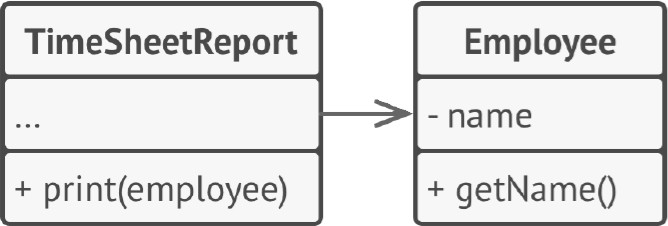 TimeSheetReport
...
+ print(employee)
Employee
- name
+ getName()